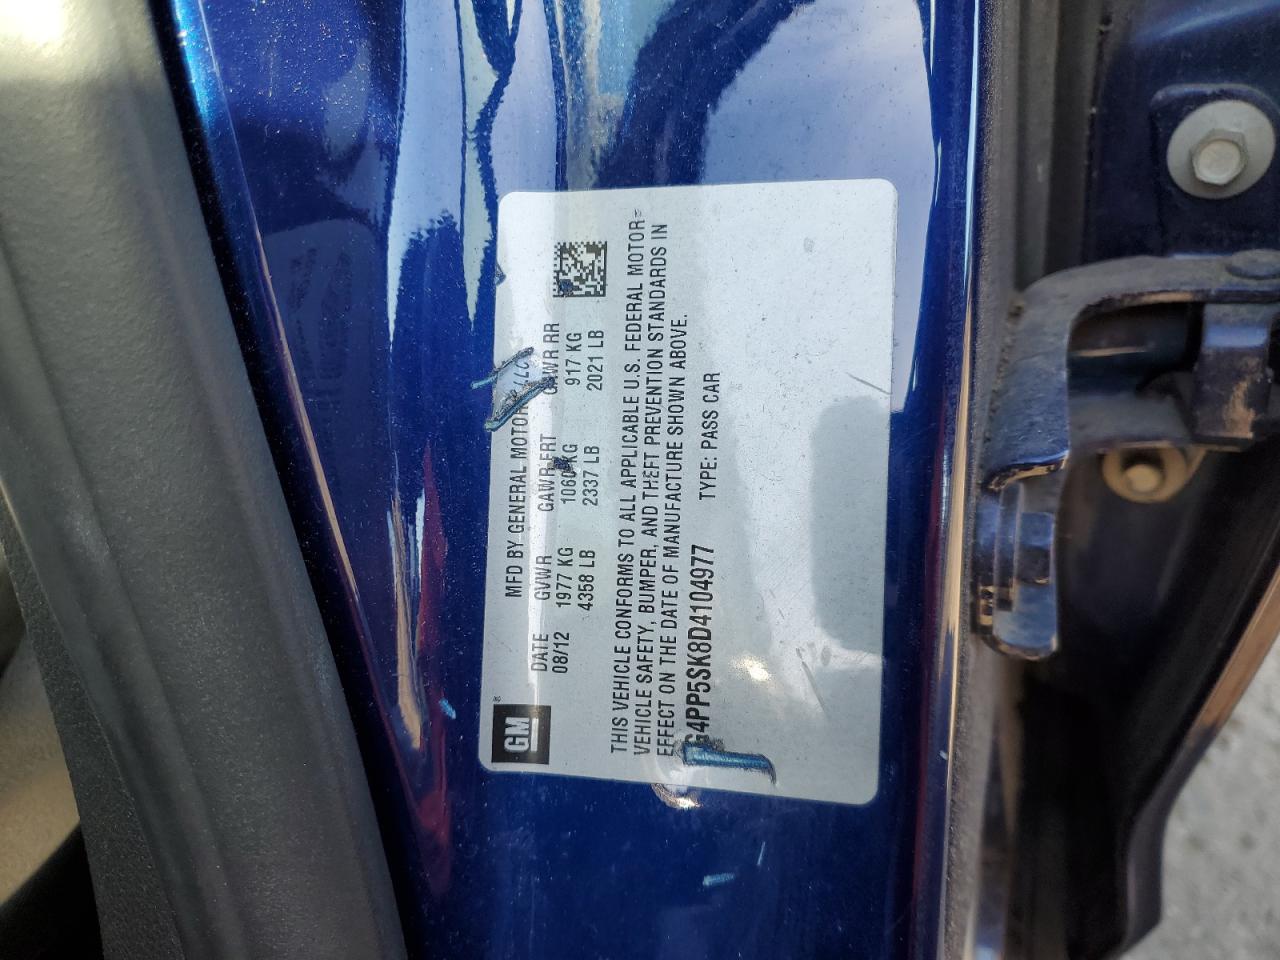 GM ®
MFD BY GENERAL MOTOR
DATE GVWR GAWR FRT GAWR RR
08/12 1977 KG 1060 KG 917 KG
4358 LB 2337 LB 2021 LB
THIS VEHICLE CONFORMS TO ALL APPLICABLE U.S. FEDERAL MOTOR-
VEHICLE SAFETY, BUMPER, AND THEFT PREVENTION STANDARDS IN
EFFECT ON THE DATE OF MANUFACTURE SHOWN ABOVE.
G4PP5SK8D4104977 TYPE: PASS CAR